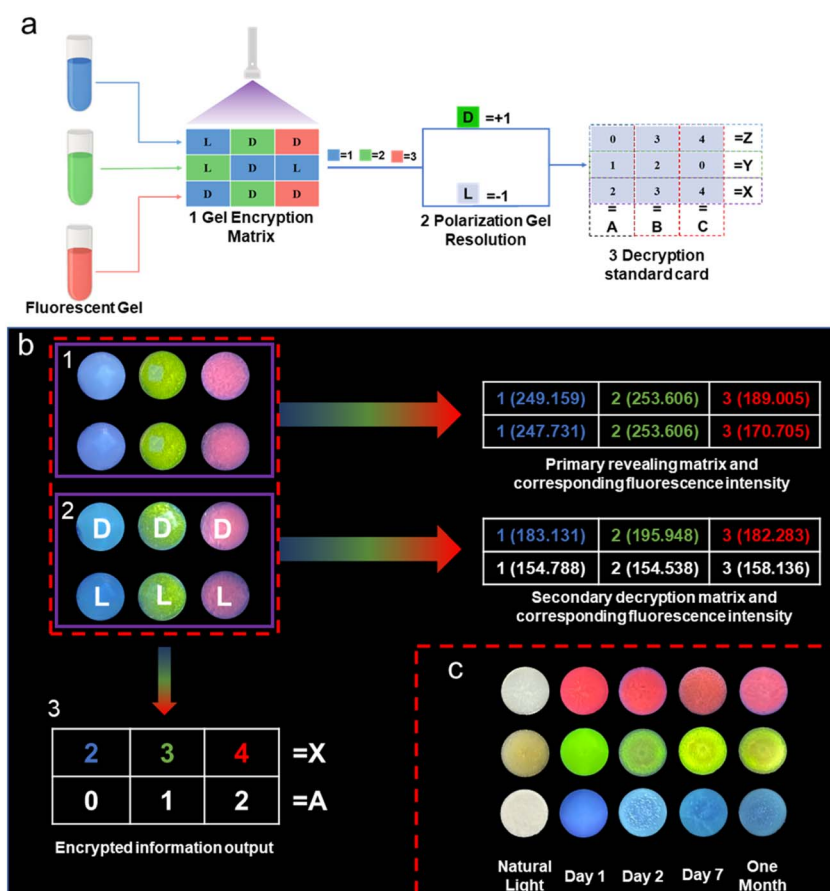 a
L D D
L D L
D D D
1 Gel Encryption
Matrix
Fluorescent Gel
=1 =2 =3
D =+1
L =-1
2 Polarization Gel
Resolution
0 3 4 =Z
1 2 0 =Y
2 3 4 =X
= = =
A B C
3 Decryption
standard card
b
1
1 (249.159) 2 (253.606) 3 (189.005)
1 (247.731) 2 (253.606) 3 (170.705)
Primary revealing matrix and
corresponding fluorescence intensity
2
D D D
L L L
1 (183.131) 2 (195.948) 3 (182.283)
1 (154.788) 2 (154.538) 3 (158.136)
Secondary decryption matrix and
corresponding fluorescence intensity
3
2 3 4 =X
0 1 2 =A
Encrypted information output
c
Natural
Light
Day 1
Day 2
Day 7
One
Month